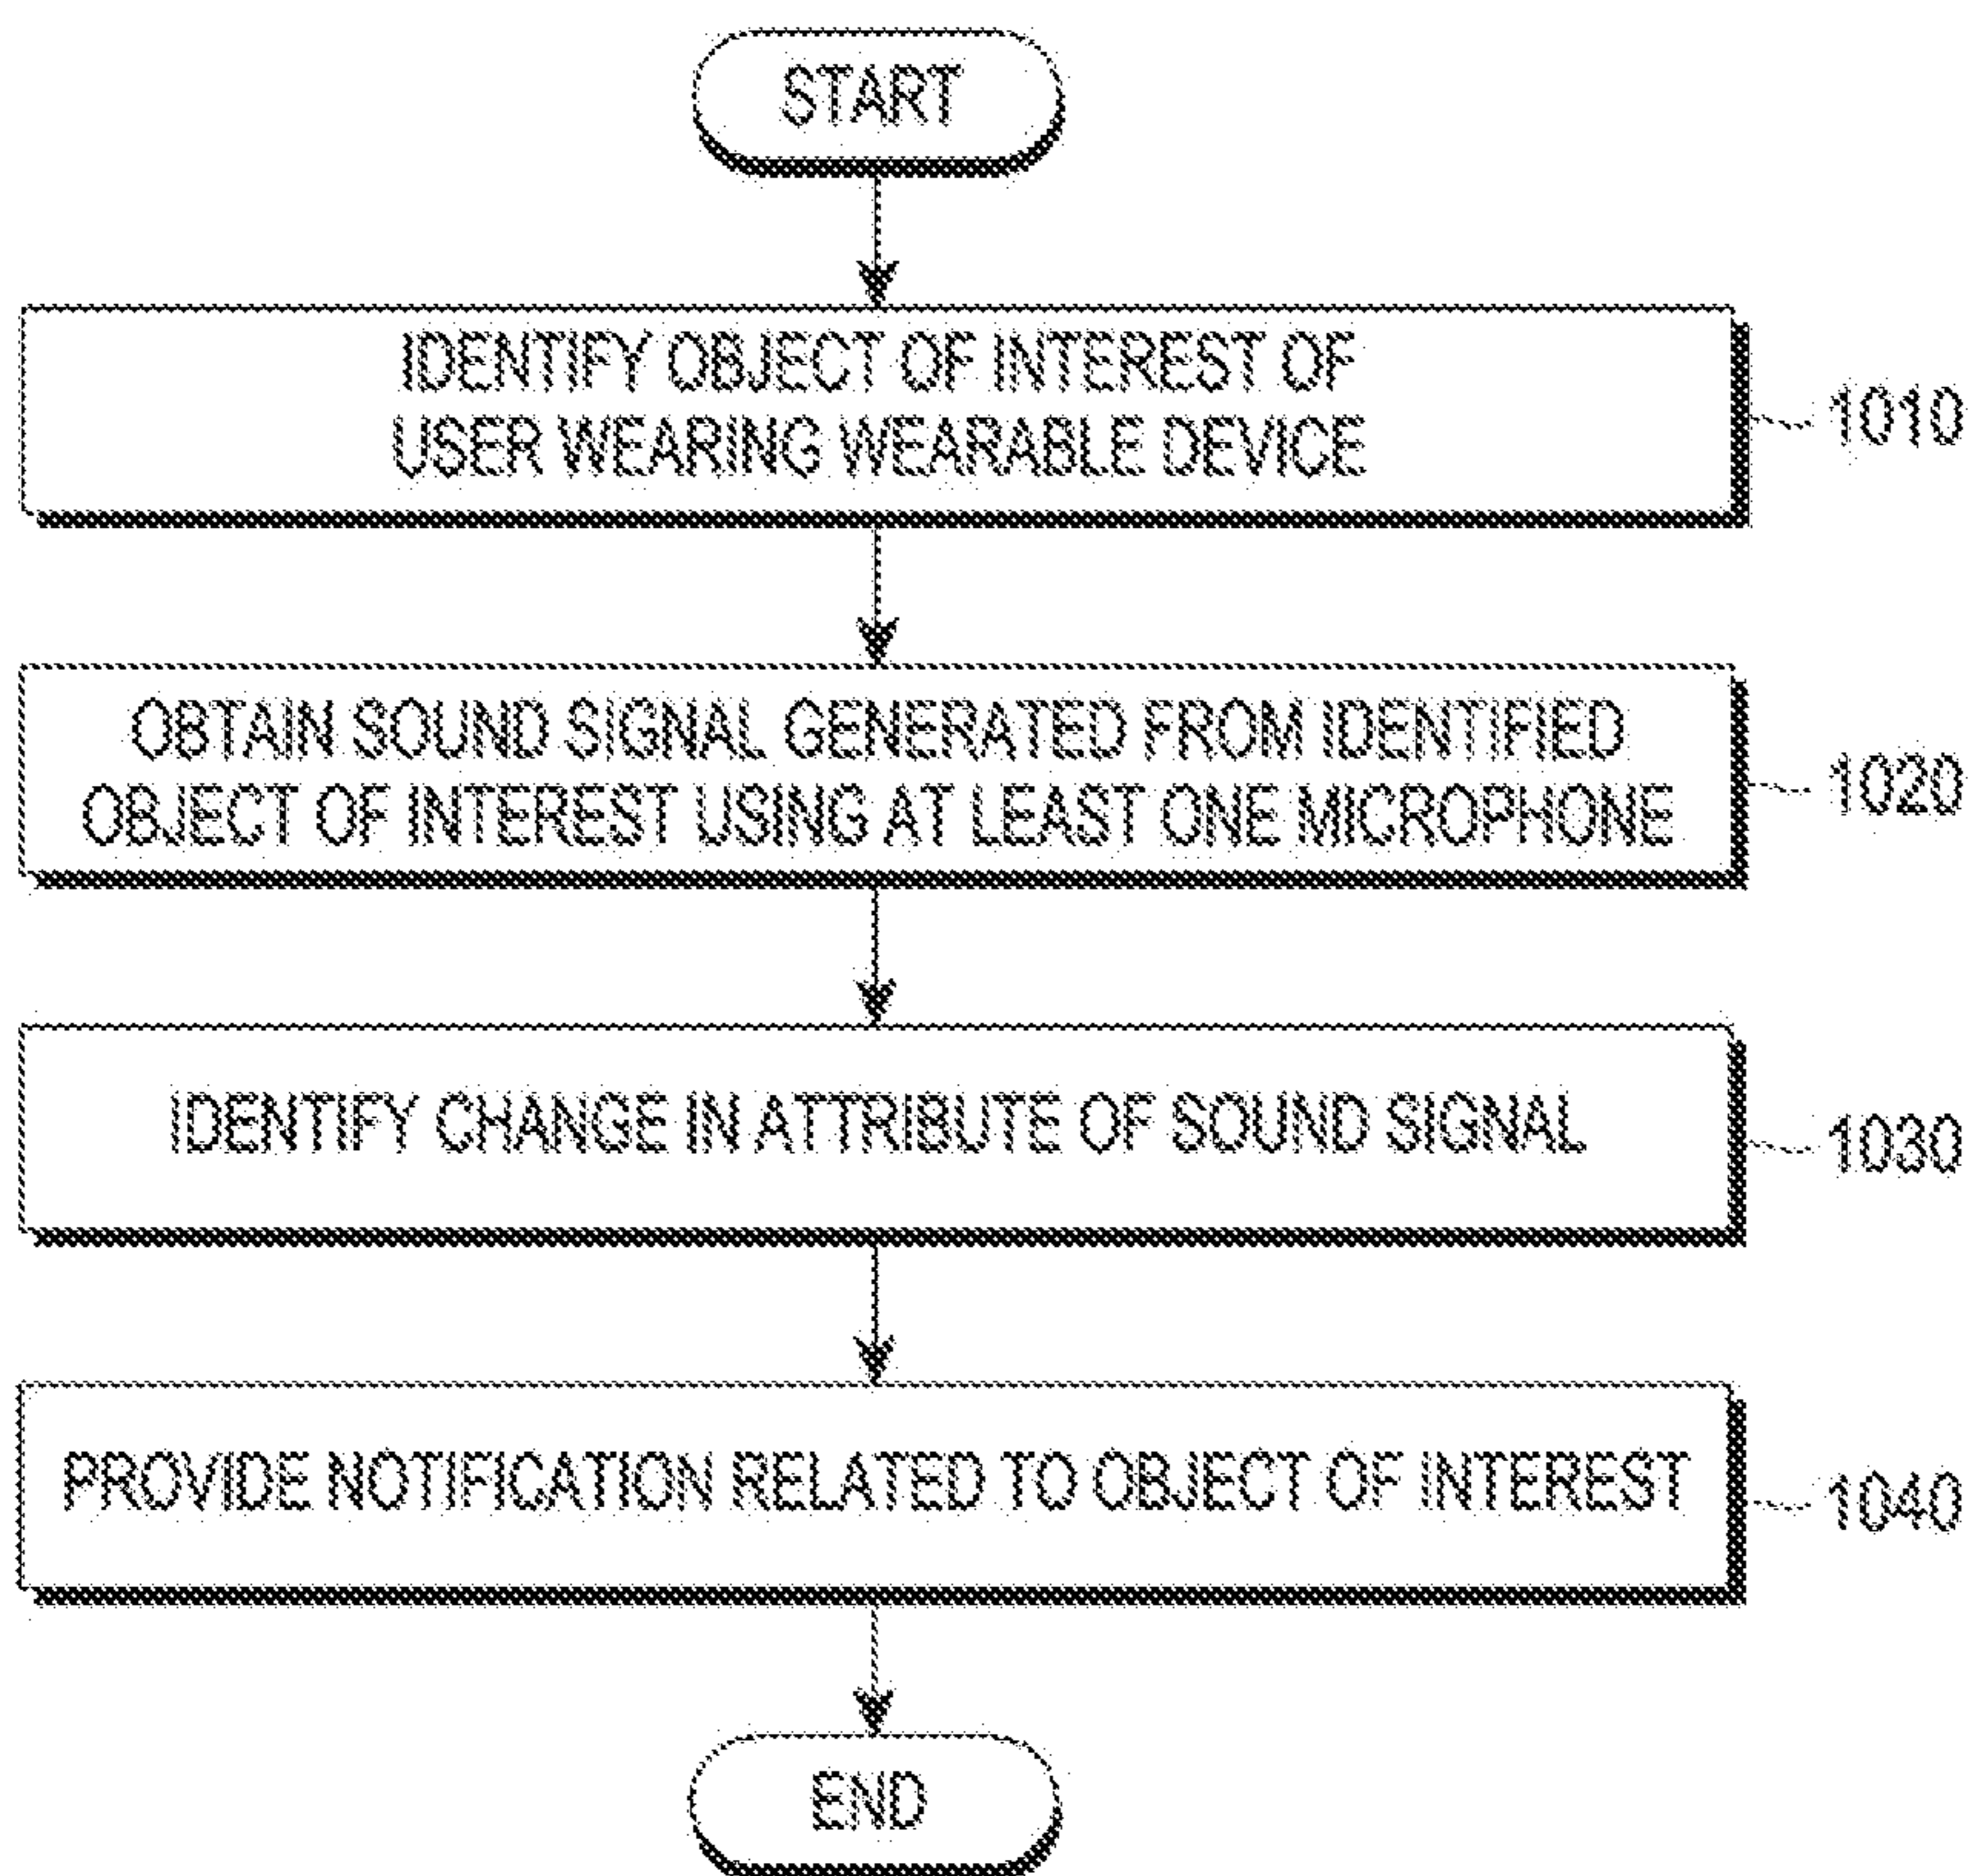 START
IDENTIFY OBJECT OF INTEREST OF
USER WEARING WEARABLE DEVICE
1010
OBTAIN SOUND SIGNAL GENERATED FROM IDENTIFIED
OBJECT OF INTEREST USING AT LEAST ONE MICROPHONE
1020
IDENTIFY CHANGE IN ATTRIBUTE OF SOUND SIGNAL
1030
PROVIDE NOTIFICATION RELATED TO OBJECT OF INTEREST
1040
END